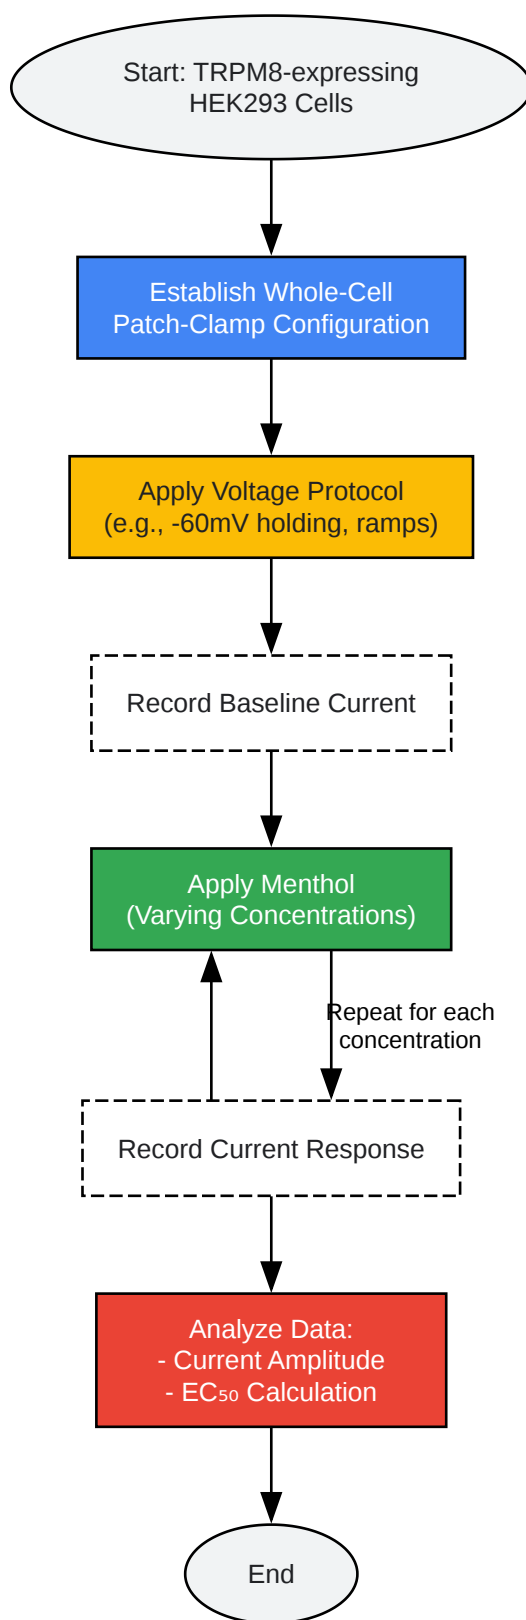 Start: TRPM8-expressing
HEK293 Cells
Establish Whole-Cell
Patch-Clamp Configuration
Apply Voltage Protocol
(e.g., -60mV holding, ramps)
Record Baseline Current
Apply Menthol
(Varying Concentrations)
Repeat for each
concentration
Record Current Response
Analyze Data:
- Current Amplitude
- EC₅₀ Calculation
End